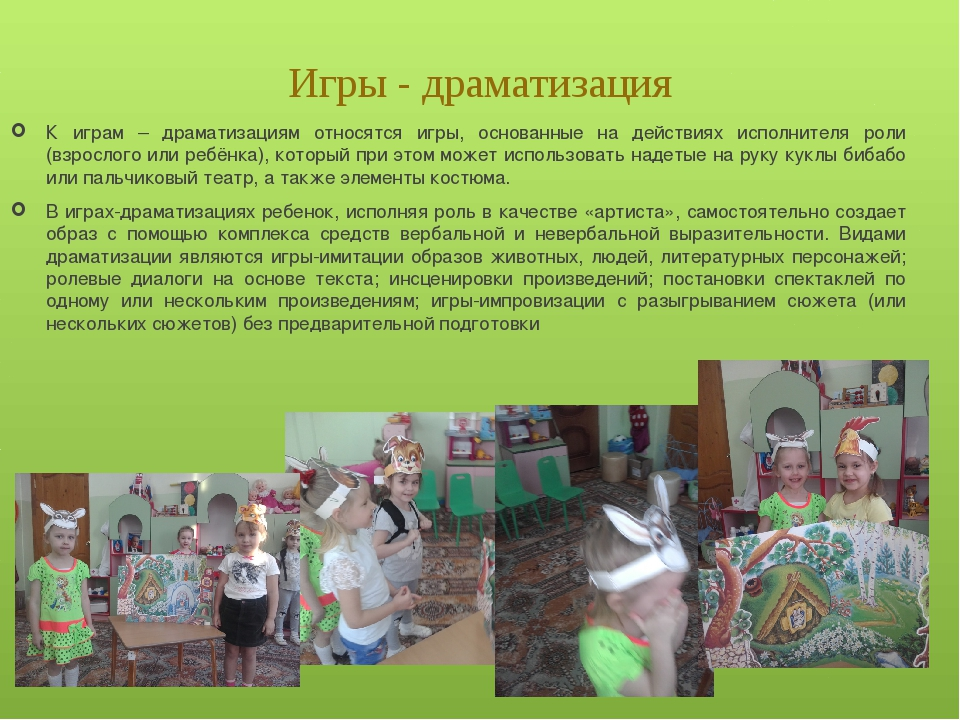 Игры - драматизация
К играм – драматизациям относятся игры, основанные на действиях исполнителя роли
(взрослого или ребёнка), который при этом может использовать надетые на руку куклы бибабо
или пальчиковый театр, а также элементы костюма.
В играх-драматизациях ребенок, исполняя роль в качестве «артиста», самостоятельно создает
образ с помощью комплекса средств вербальной и невербальной выразительности. Видами
драматизации являются игры-имитации образов животных, людей, литературных персонажей;
ролевые диалоги на основе текста; инсценировки произведений; постановки спектаклей по
одному или нескольким произведениям; игры-импровизации с разыгрыванием сюжета (или
нескольких сюжетов) без предварительной подготовки